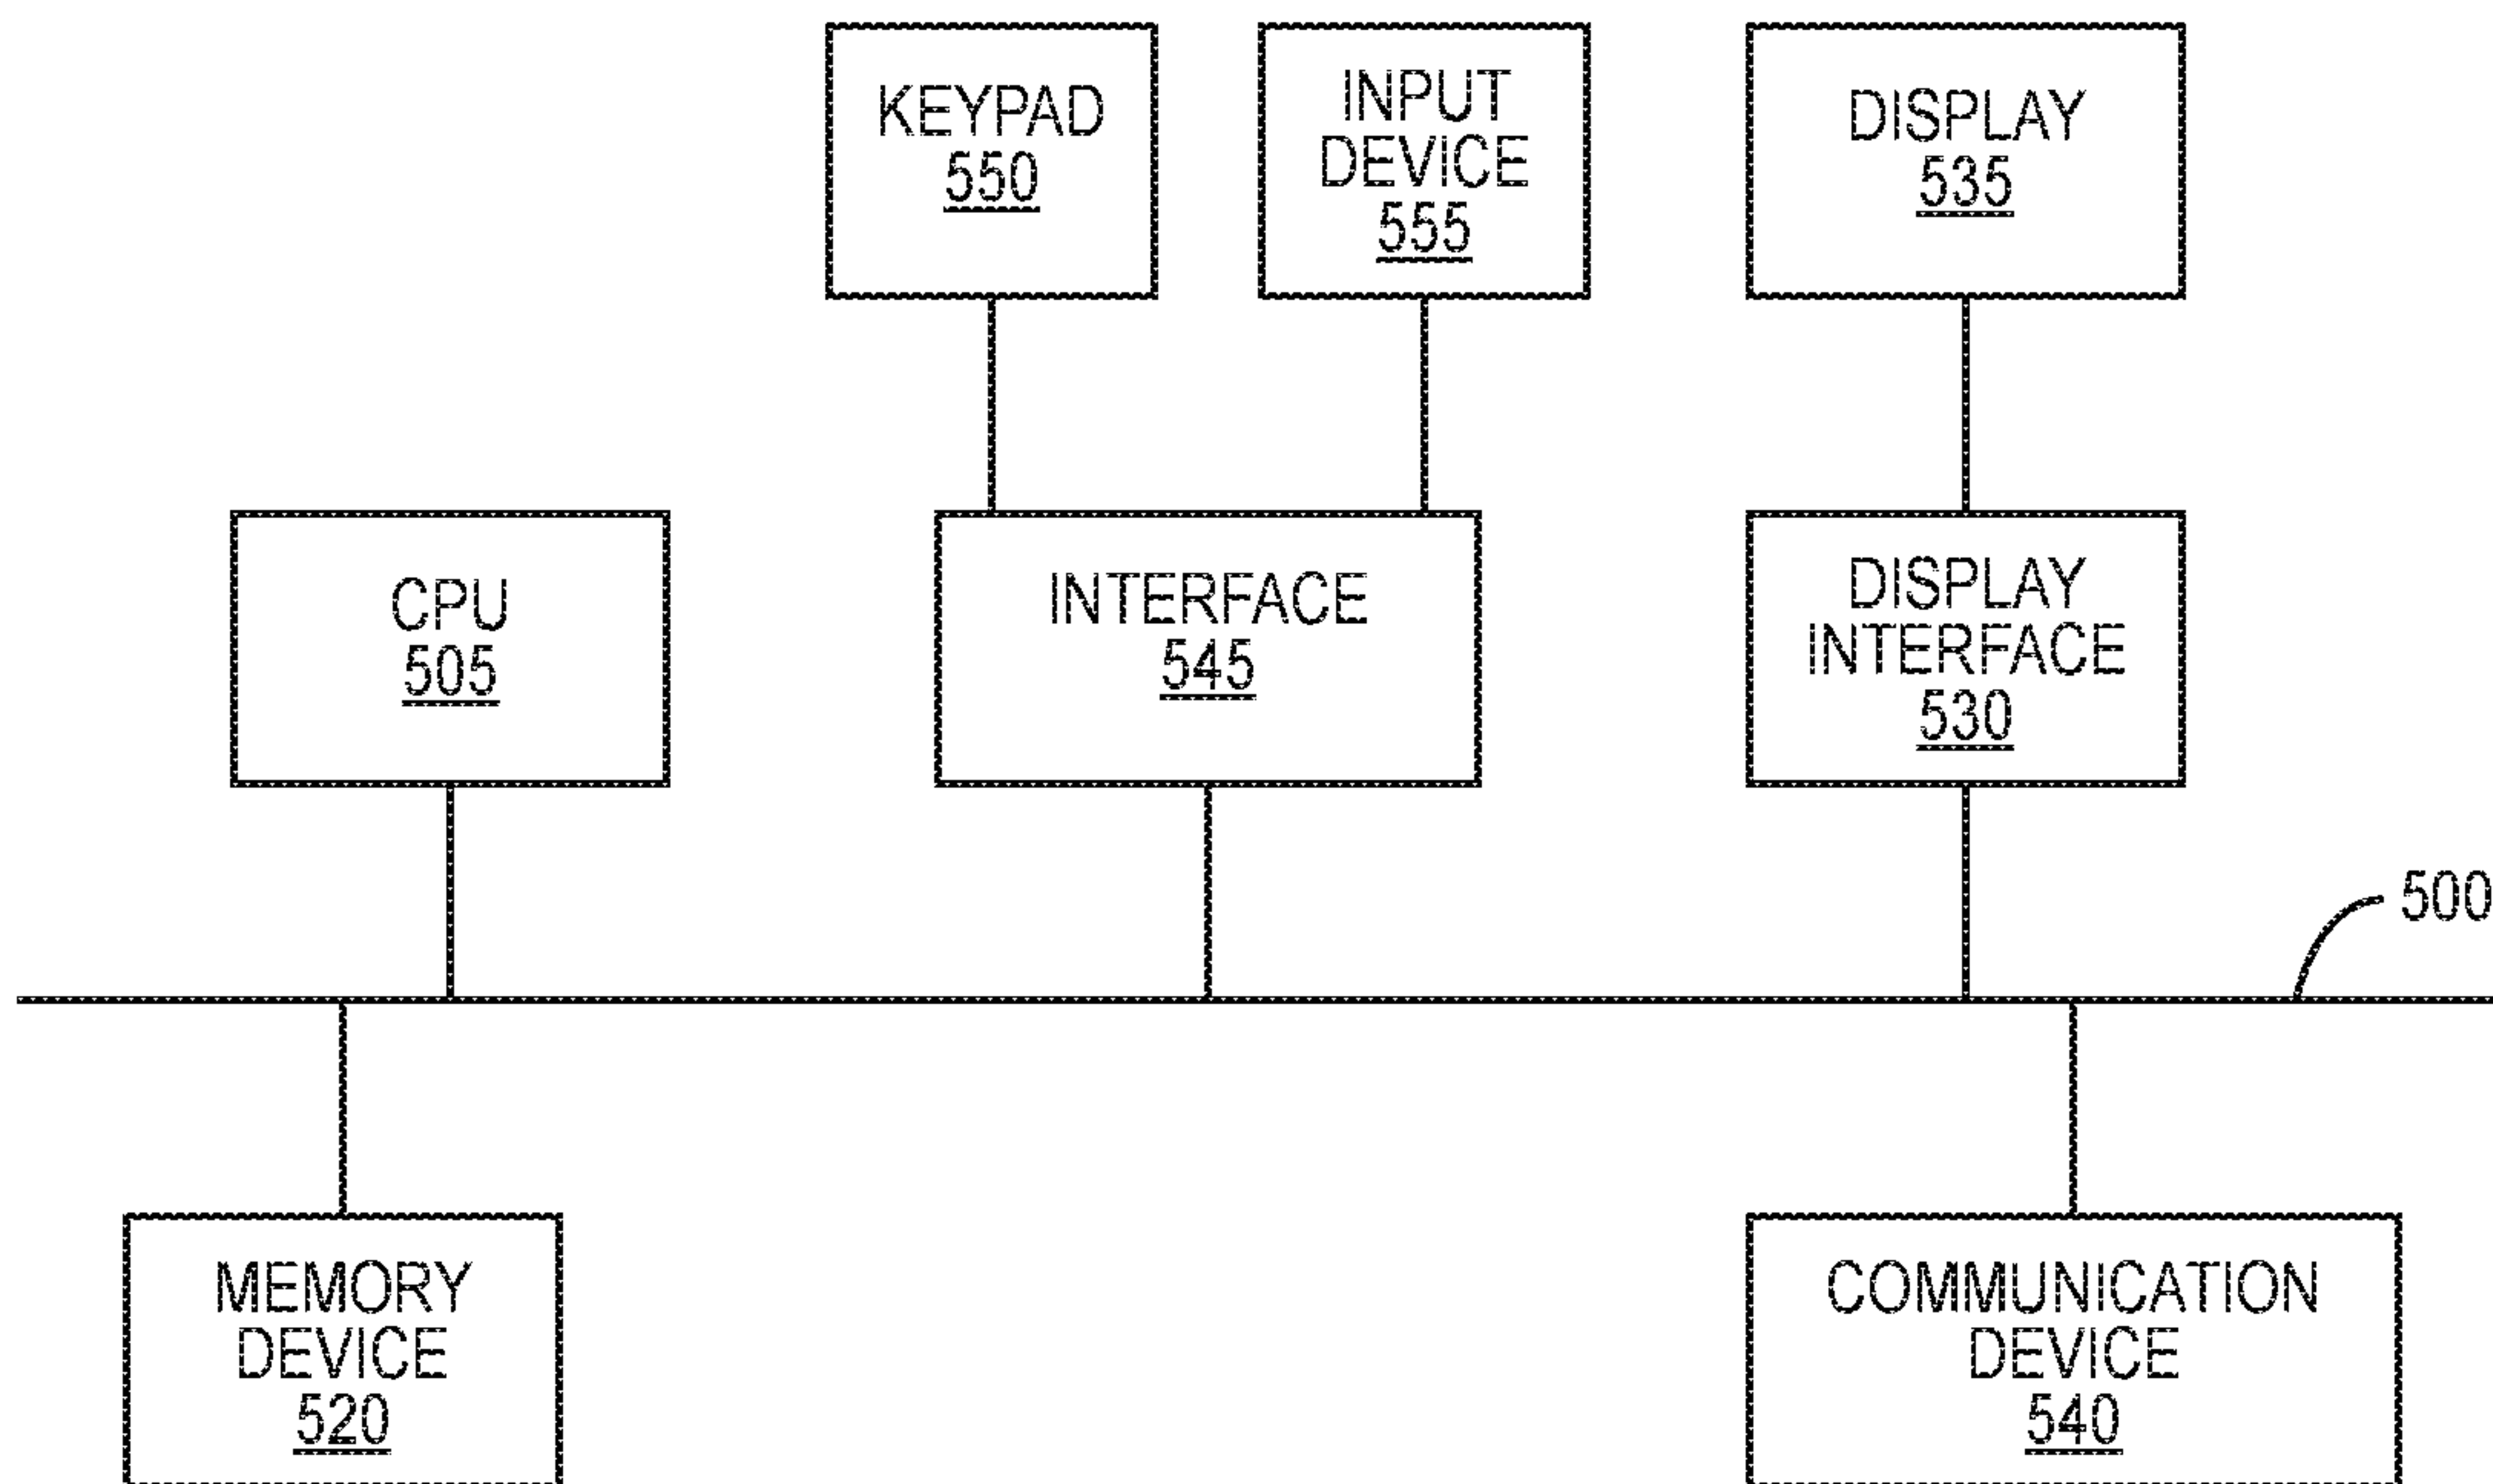 KEYPAD
550
INPUT
DEVICE
555
DISPLAY
535
CPU
505
INTERFACE
545
DISPLAY
INTERFACE
530
500
MEMORY
DEVICE
520
COMMUNICATION
DEVICE
540